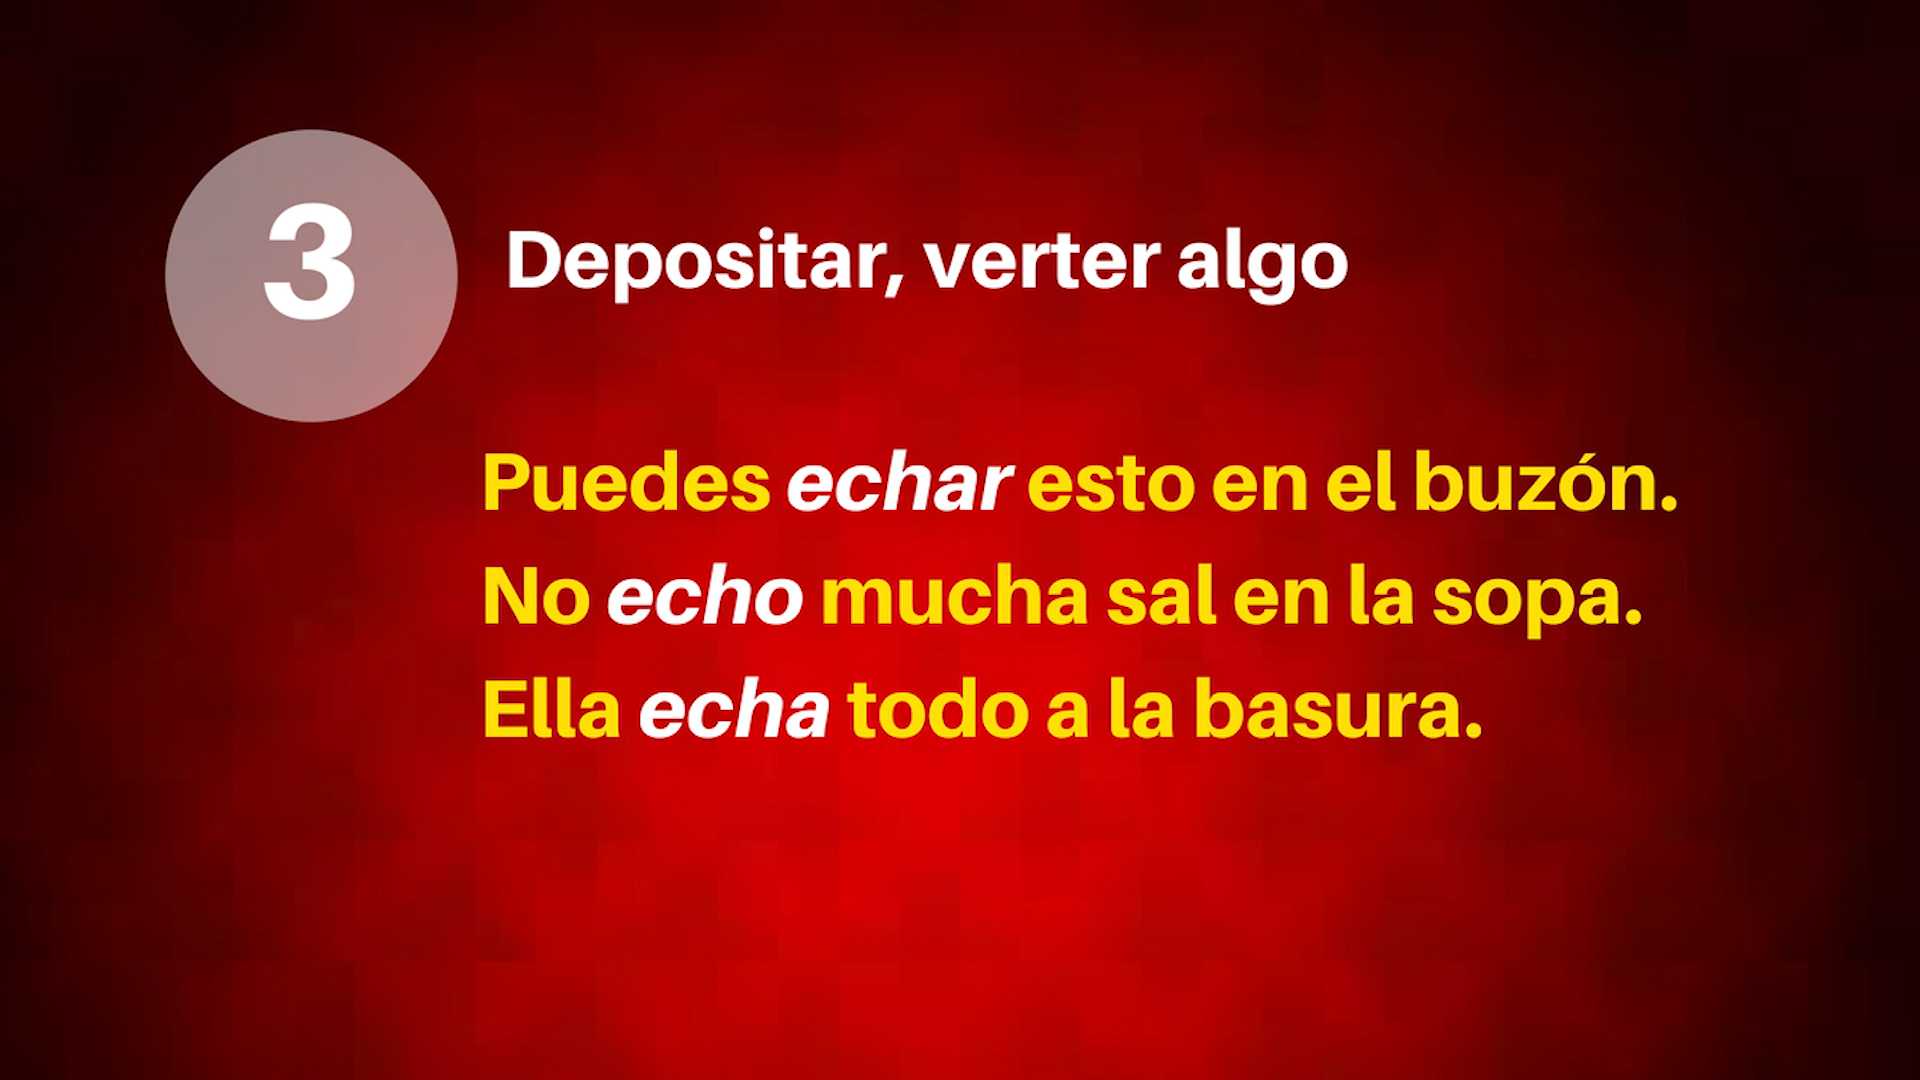 3
Depositar, verter algo
Puedes echar esto en el buzón.
No echo mucha sal en la sopa.
Ella echa todo a la basura.